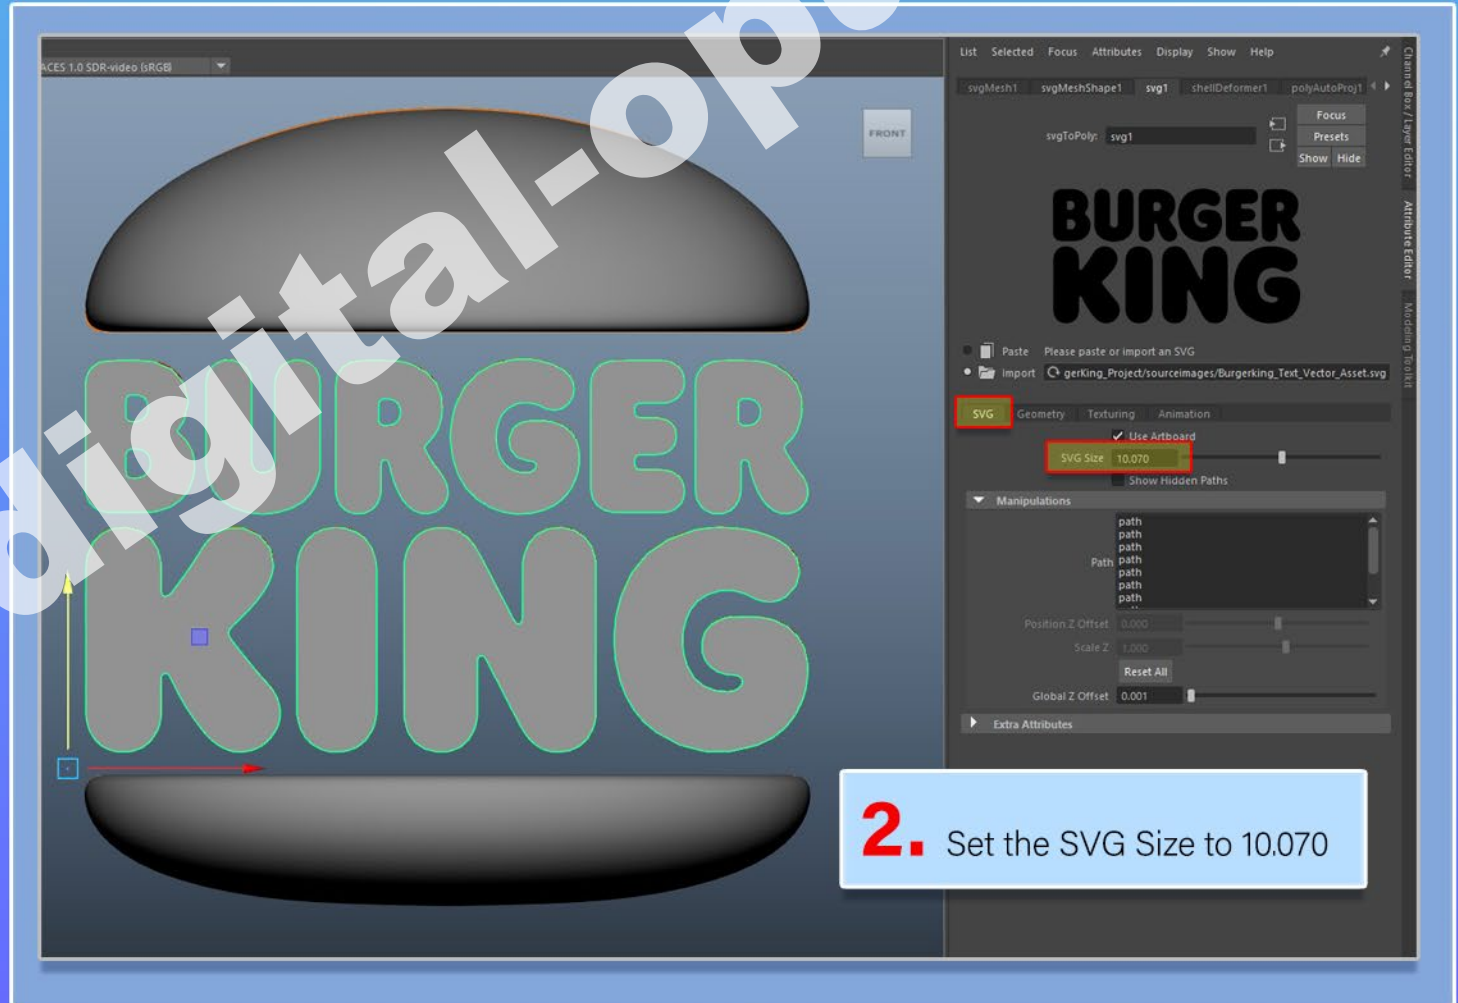 List Selected Focus Attributes Display Show Help
ACES 1.0 SDR-video (sRGB)
svgMesh1 svgMeshShape1 svg1 shellDeformer1 polyAutoProj1
Focus
svgToPoly: svg1
Presets
Show Hide
FRONT
BURGER
KING
Paste Please paste or import an SVG
Import gerKing_Project/sourceimages/Burgerking_Text_Vector_Asset.svg
SVG Geometry Texturing Animation
Use Artboard
SVG Size 10.070
Show Hidden Paths
Manipulations
path
path
path
Path path
path
path
path
Position Z Offset 0.000
Scale Z 1.000
Reset All
Global Z Offset 0.001
Extra Attributes
Channel Box / Layer Editor
Attribute Editor
Modeling Toolkit
BURGER
KING
2. Set the SVG Size to 10.070